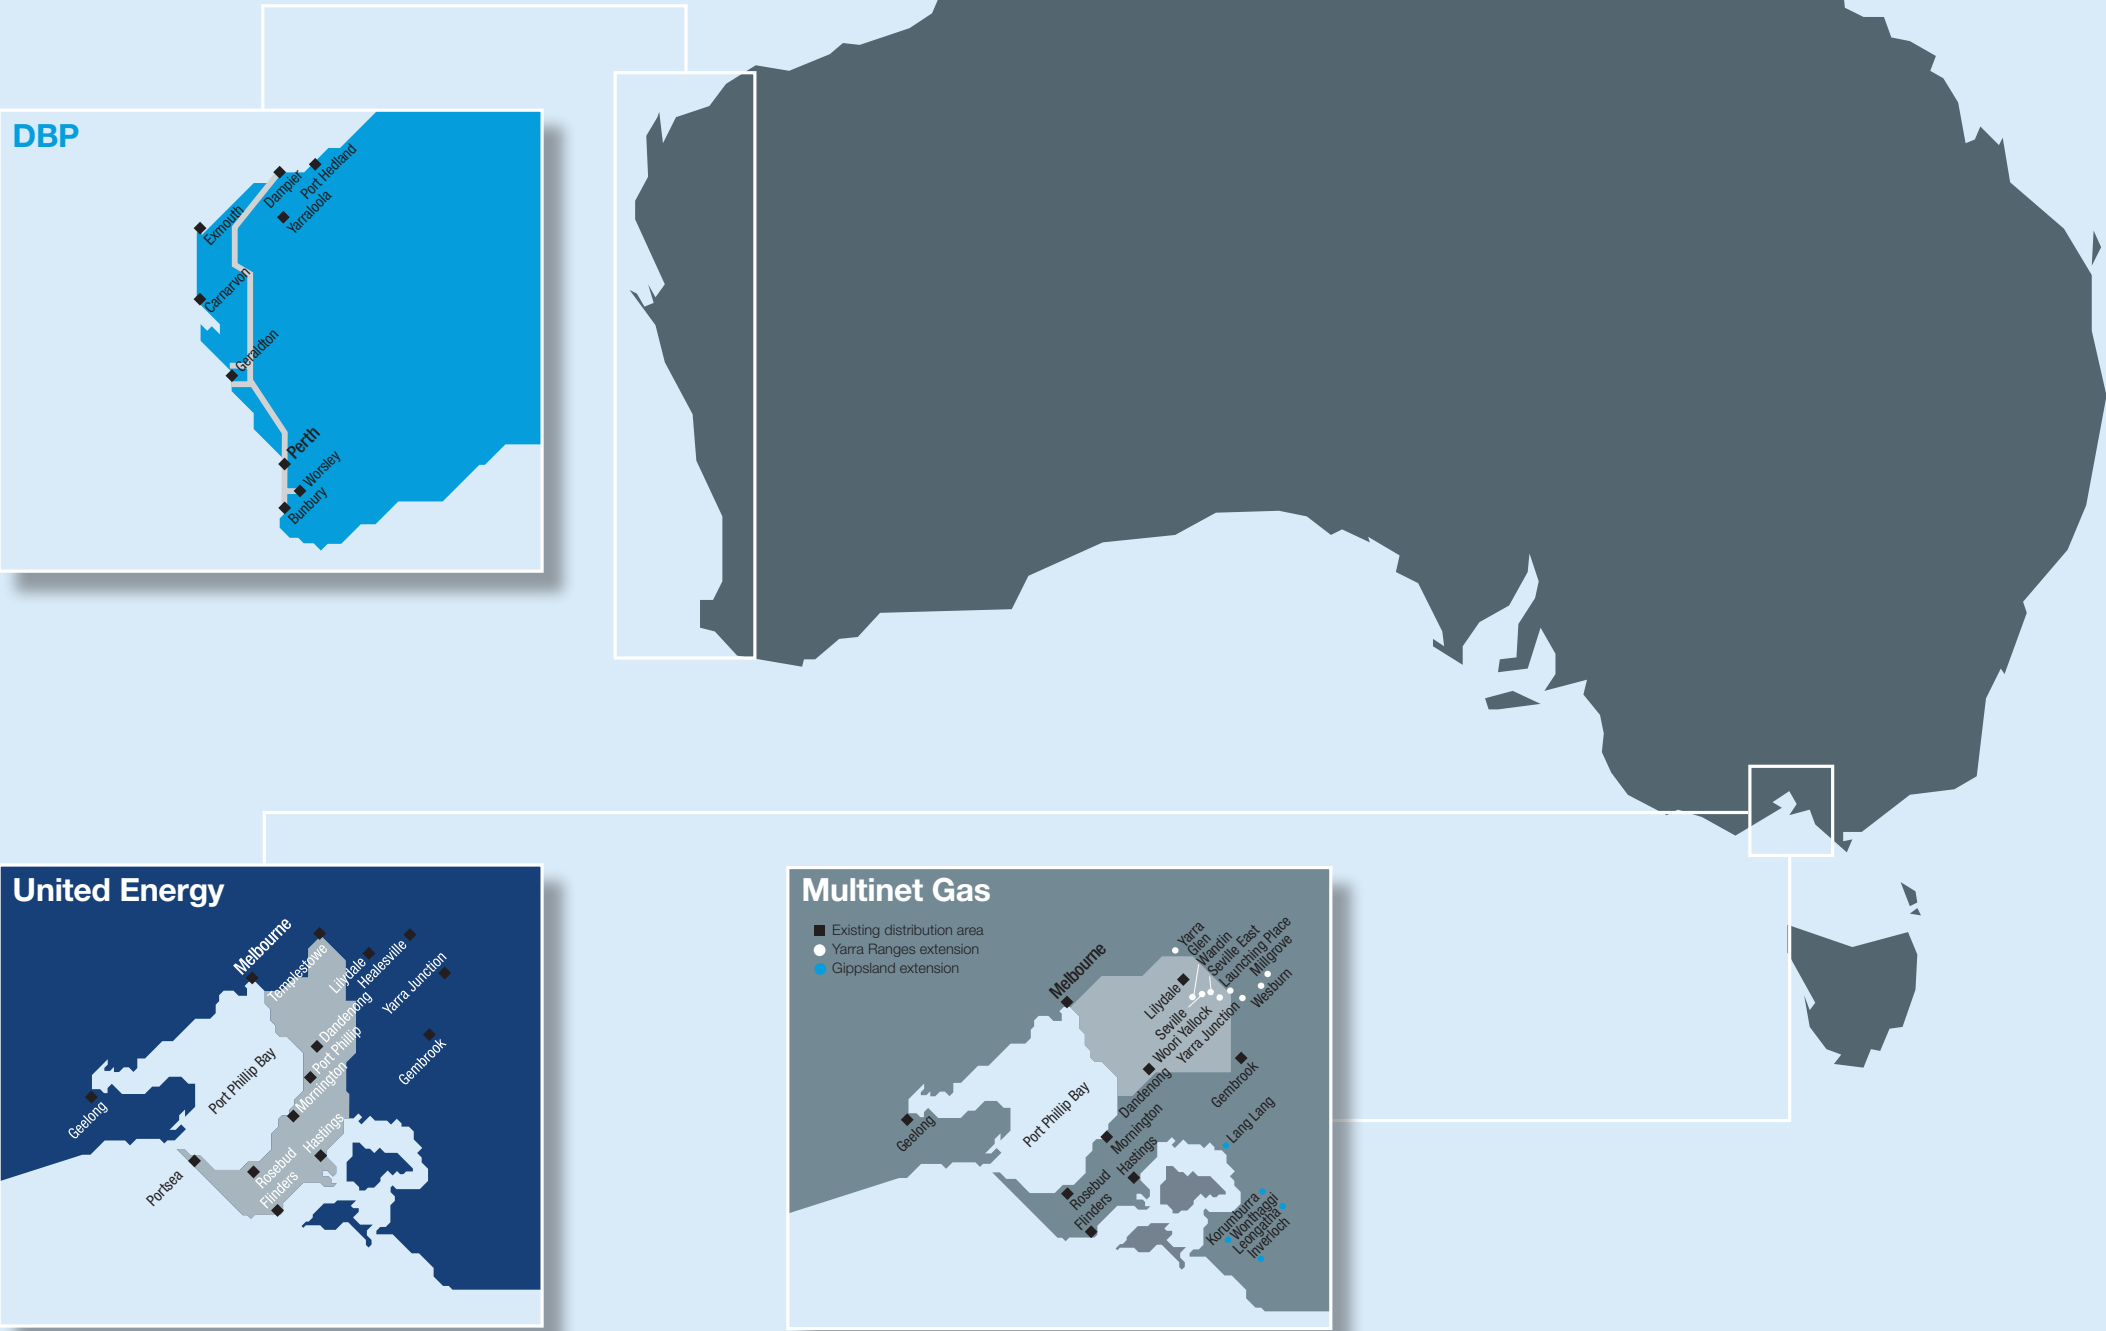 DBP
Dampier
Port Hedland
Yarraloola
Exmouth
Carnarvon
Geraldton
Perth
Worsley
Bunbury
United Energy
Melbourne
Templestowe
Lilydale
Healesville
Yarra Junction
Dandenong
Port Phillip
Mornington
Gembrook
Port Phillip Bay
Geelong
Hastings
Rosebud
Flinders
Portsea
Multinet Gas
Existing distribution area
Yarra Ranges extension
Gippsland extension
Melbourne
Yarra
Glen
Wandin
Seville East
Launching Place
Millgrove
Wesburn
Lilydale
Seville
Woori Yallock
Yarra Junction
Gembrook
Dandenong
Port Phillip Bay
Geelong
Mornington
Hastings
Rosebud
Flinders
Lang Lang
Korumburra
Wonthaggi
Leongatha
Inverloch